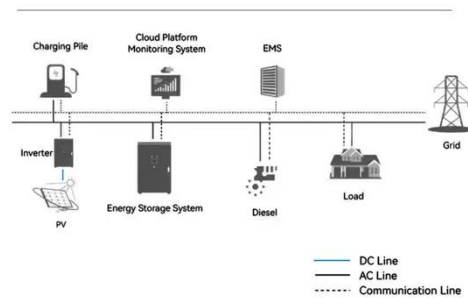 Charging Pile
Cloud Platform
Monitoring System
EMS
Grid
Inverter
PV
Energy Storage System
Diesel
Load
DC Line
AC Line
Communication Line